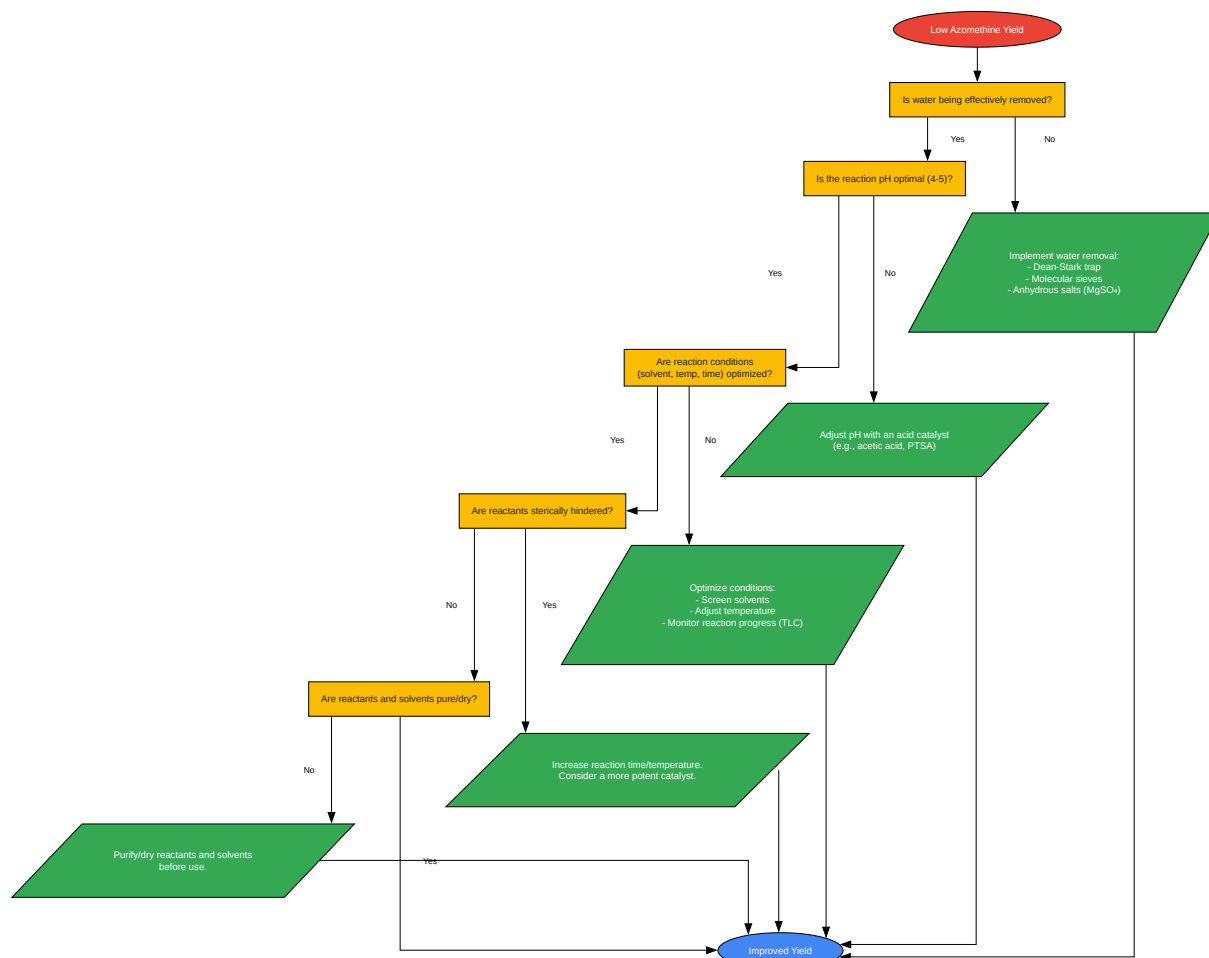 Low Azomethine Yield
Is water being effectively removed?
Yes
No
Is the reaction pH optimal (4-5)?
Yes
No
Implement water removal:
- Dean-Stark trap
- Molecular sieves
- Anhydrous salts (MgSO₄)
Are reaction conditions
(solvent, temp, time) optimized?
Yes
No
Adjust pH with an acid catalyst
(e.g., acetic acid, PTSA)
Are reactants sterically hindered?
No
Yes
Optimize conditions:
- Screen solvents
- Adjust temperature
- Monitor reaction progress (TLC)
Are reactants and solvents pure/dry?
No
Increase reaction time/temperature.
Consider a more potent catalyst.
Purify/dry reactants and solvents
before use.
Yes
Improved Yield